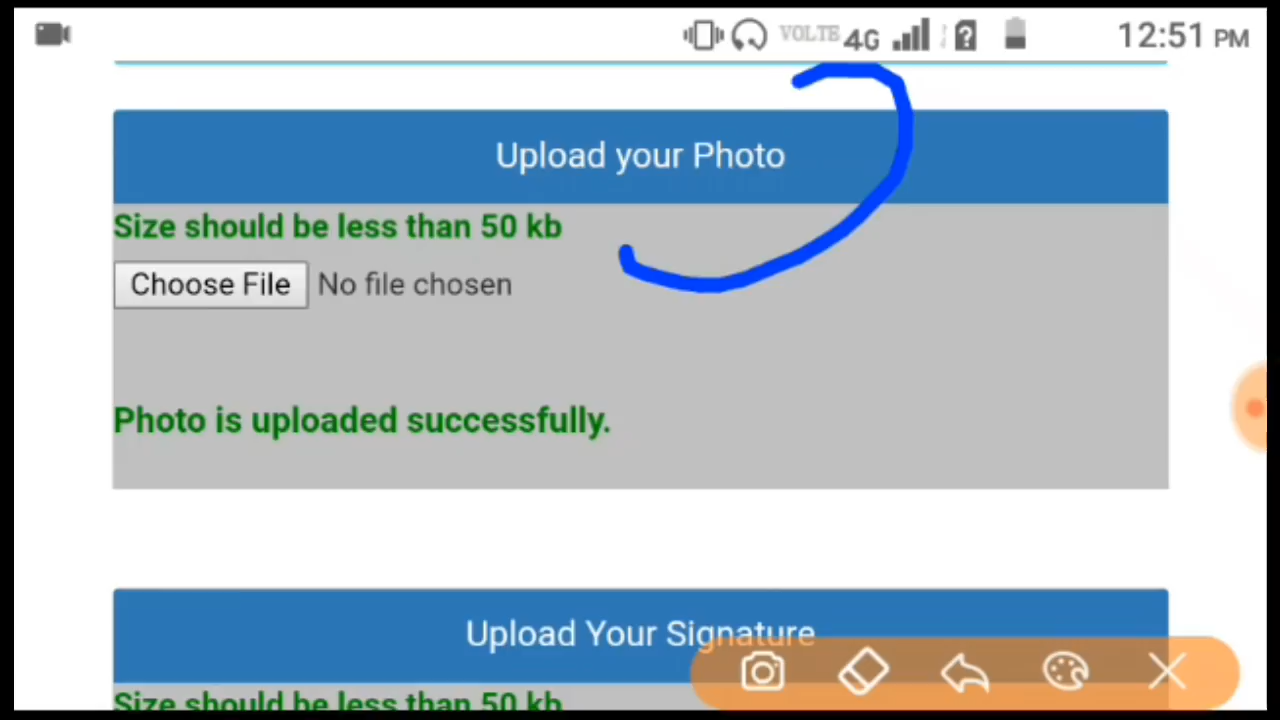 VOLTE 4G 12:51 PM
Upload your Photo
Size should be less than 50 kb
Choose File No file chosen
Photo is uploaded successfully.
Upload Your Signature
Size should be less than 50 kb